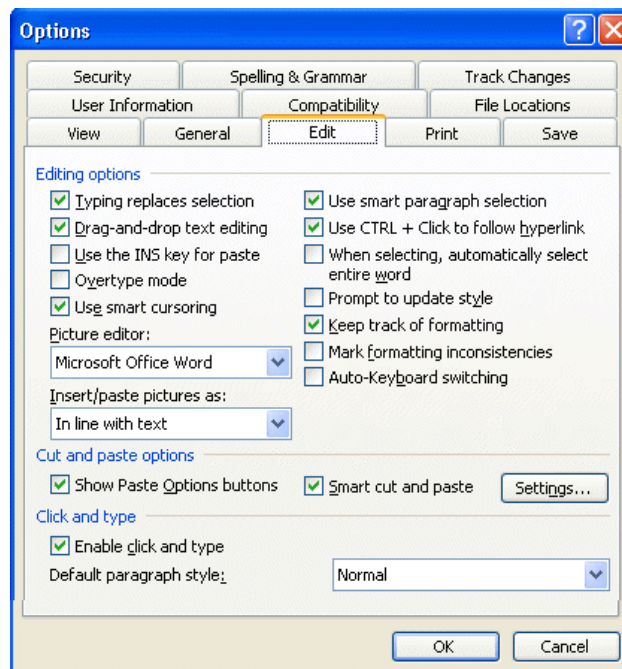 Options
Security
Spelling & Grammar
Track Changes
User Information
Compatibility
File Locations
View
General
Edit
Print
Save
Editing options
Typing replaces selection
Drag-and-drop text editing
Use the INS key for paste
Overtype mode
Use smart cursoring
Picture editor:
Microsoft Office Word
Insert/paste pictures as:
In line with text
Use smart paragraph selection
Use CTRL + Click to follow hyperlink
When selecting, automatically select
entire word
Prompt to update style
Keep track of formatting
Mark formatting inconsistencies
Auto-Keyboard switching
Cut and paste options
Show Paste Options buttons
Smart cut and paste
Settings...
Click and type
Enable click and type
Default paragraph style:
Normal
OK
Cancel